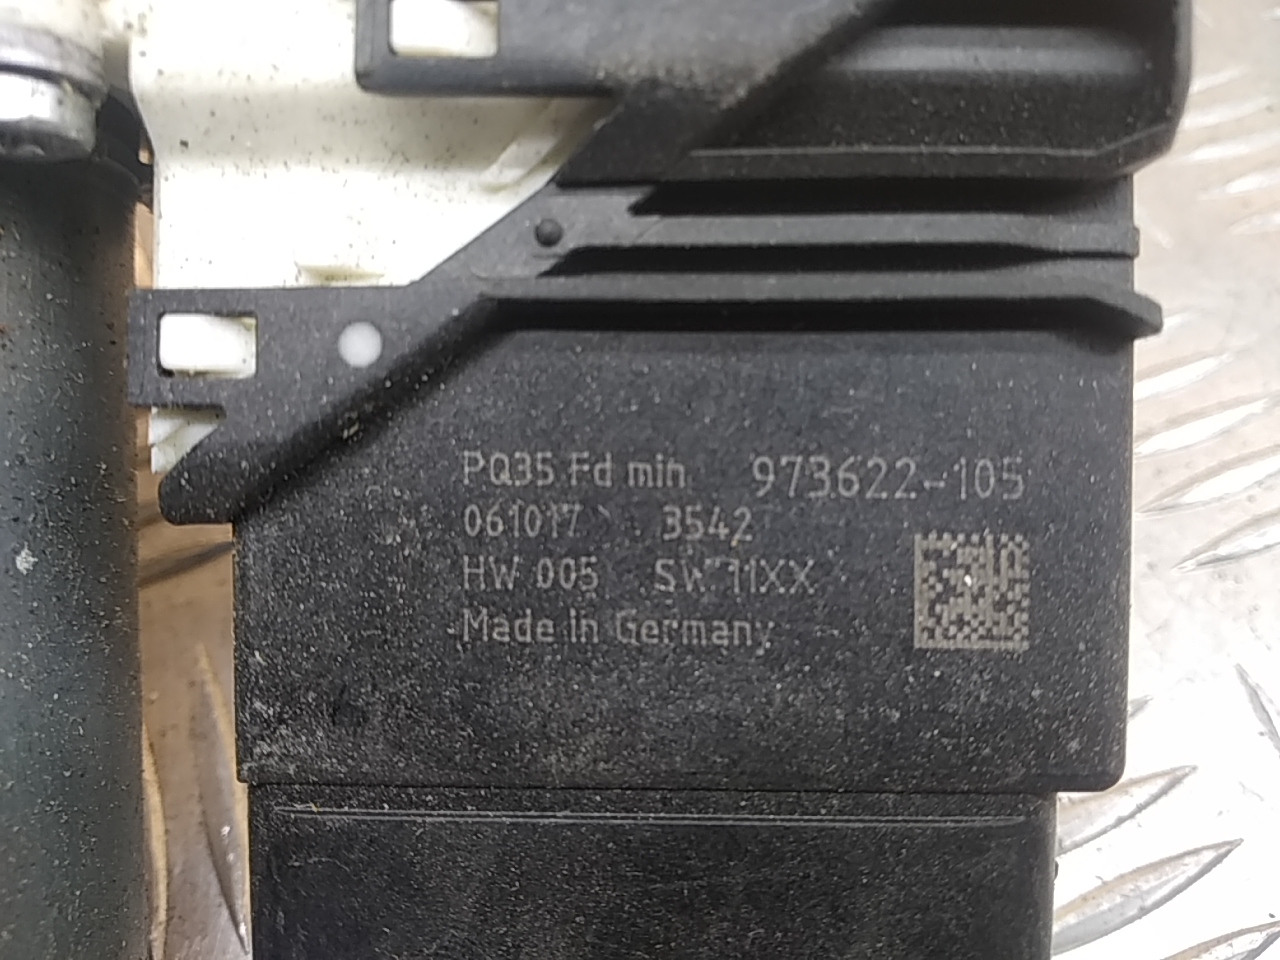 PQ35 Fd min 973622-105
061017 3542
HW 005 SW 11XX
Made in Germany